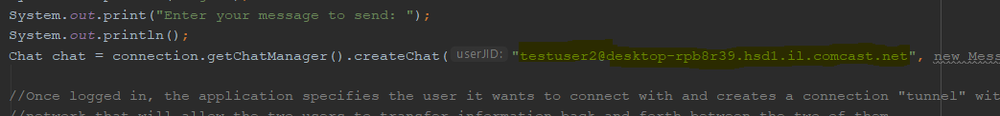 System.out.print("Enter your message to send: ");
System.out.println();
Chat chat = connection.getChatManager().createChat( userJID: "testuser2@desktop-rpb8r39.hsd1.il.comcast.net", new Mess
//Once logged in, the application specifies the user it wants to connect with and creates a connection "tunnel" wit
//network that will allow the two users to transfer information back and forth between the two of them